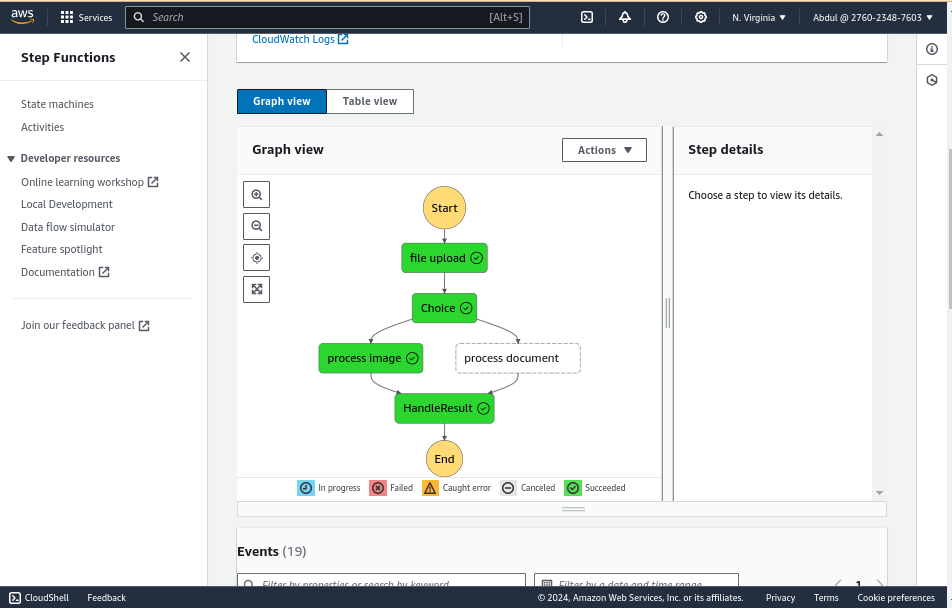 aws Services Search [Alt+S] N. Virginia Abdul @ 2760-2348-7603
Step Functions
State machines
Activities
Developer resources
Online learning workshop
Local Development
Data flow simulator
Feature spotlight
Documentation
Join our feedback panel
CloudWatch Logs
Graph view Table view
Graph view Actions
Start
file upload
Choice
process image process document
HandleResult
End
In progress Failed Caught error Canceled Succeeded
Step details
Choose a step to view its details.
Events (19)
Filter by properties or search by keyword Filter by a date and time range 1
CloudShell Feedback © 2024, Amazon Web Services, Inc. or its affiliates. Privacy Terms Cookie preferences